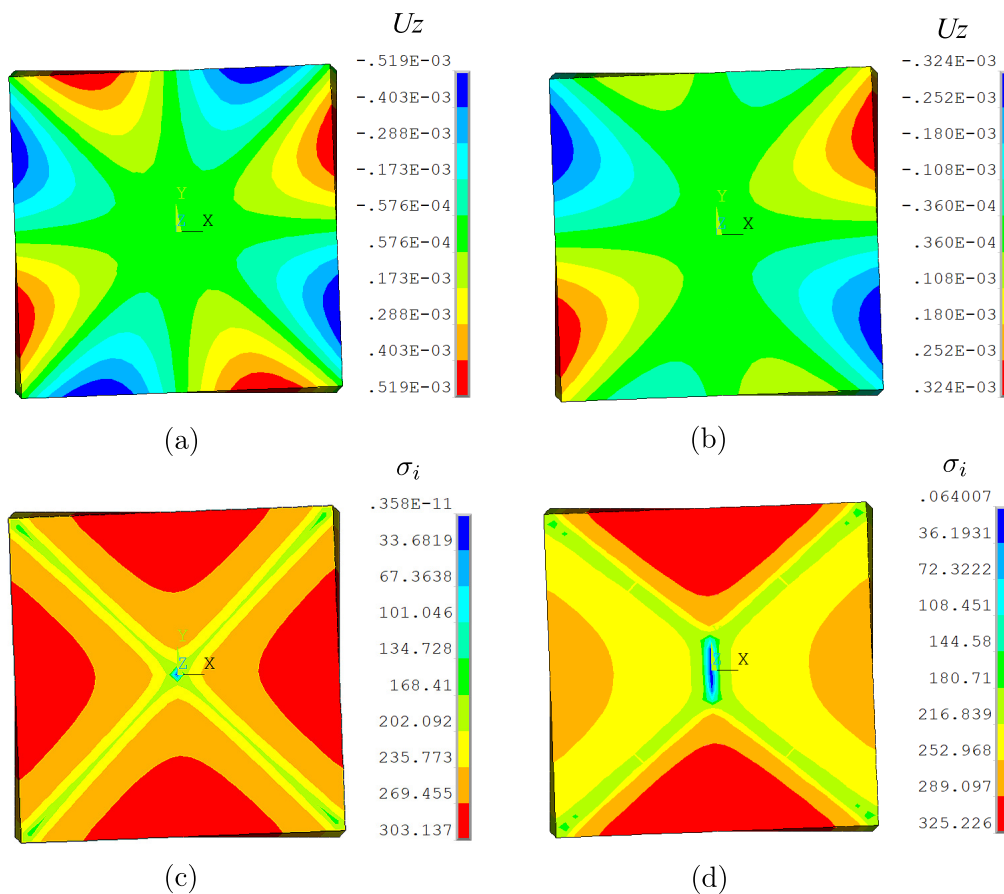 Uz
-.519E-03
-.403E-03
-.288E-03
-.173E-03
-.576E-04
.576E-04
.173E-03
.288E-03
.403E-03
.519E-03
Y
Z
X
(a)
Uz
-.324E-03
-.252E-03
-.180E-03
-.108E-03
-.360E-04
.360E-04
.108E-03
.180E-03
.252E-03
.324E-03
Y
Z
X
(b)
σi
.358E-11
33.6819
67.3638
101.046
134.728
168.41
202.092
235.773
269.455
303.137
Y
Z
X
(c)
σi
.064007
36.1931
72.3222
108.451
144.58
180.71
216.839
252.968
289.097
325.226
Z
X
(d)